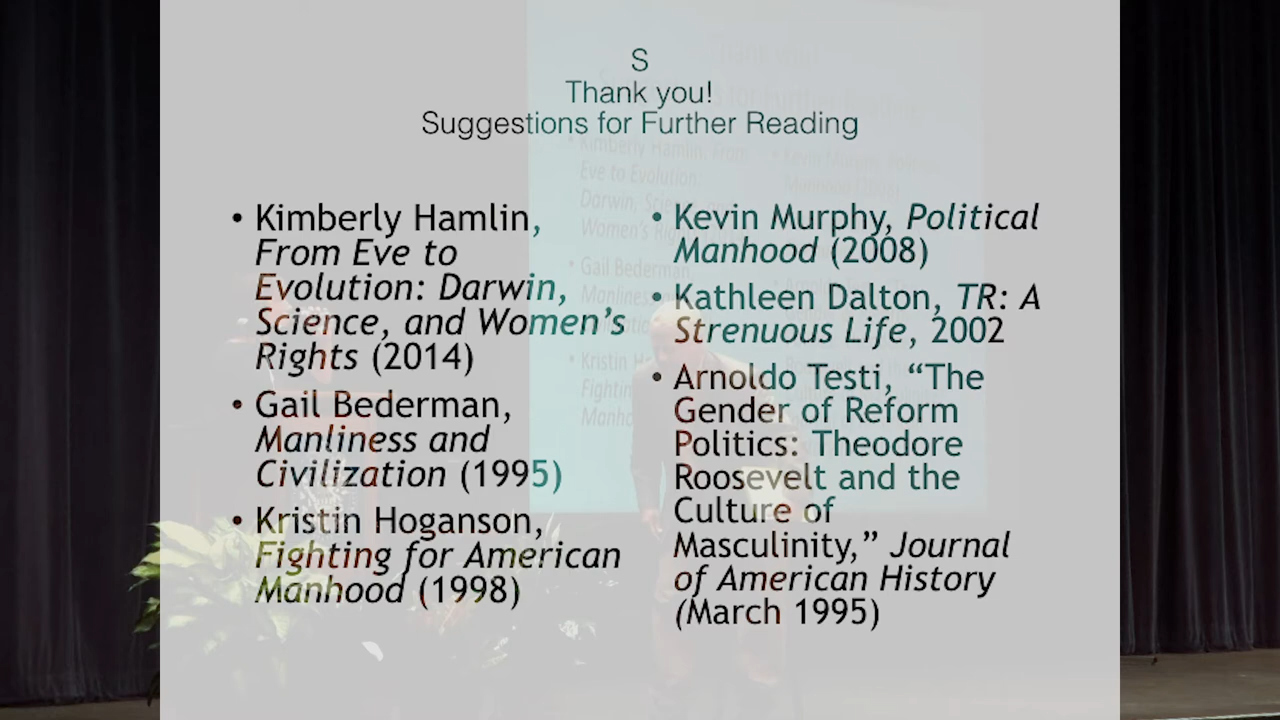 S
Thank you!
Suggestions for Further Reading
• Kimberly Hamlin,
From Eve to
Evolution: Darwin,
Science, and Women’s
Rights (2014)
• Gail Bederman,
Manliness and
Civilization (1995)
• Kristin Hoganson,
Fighting for American
Manhood (1998)
• Kevin Murphy, Political
Manhood (2008)
• Kathleen Dalton, TR: A
Strenuous Life, 2002
• Arnoldo Testi, “The
Gender of Reform
Politics: Theodore
Roosevelt and the
Culture of
Masculinity,” Journal
of American History
(March 1995)